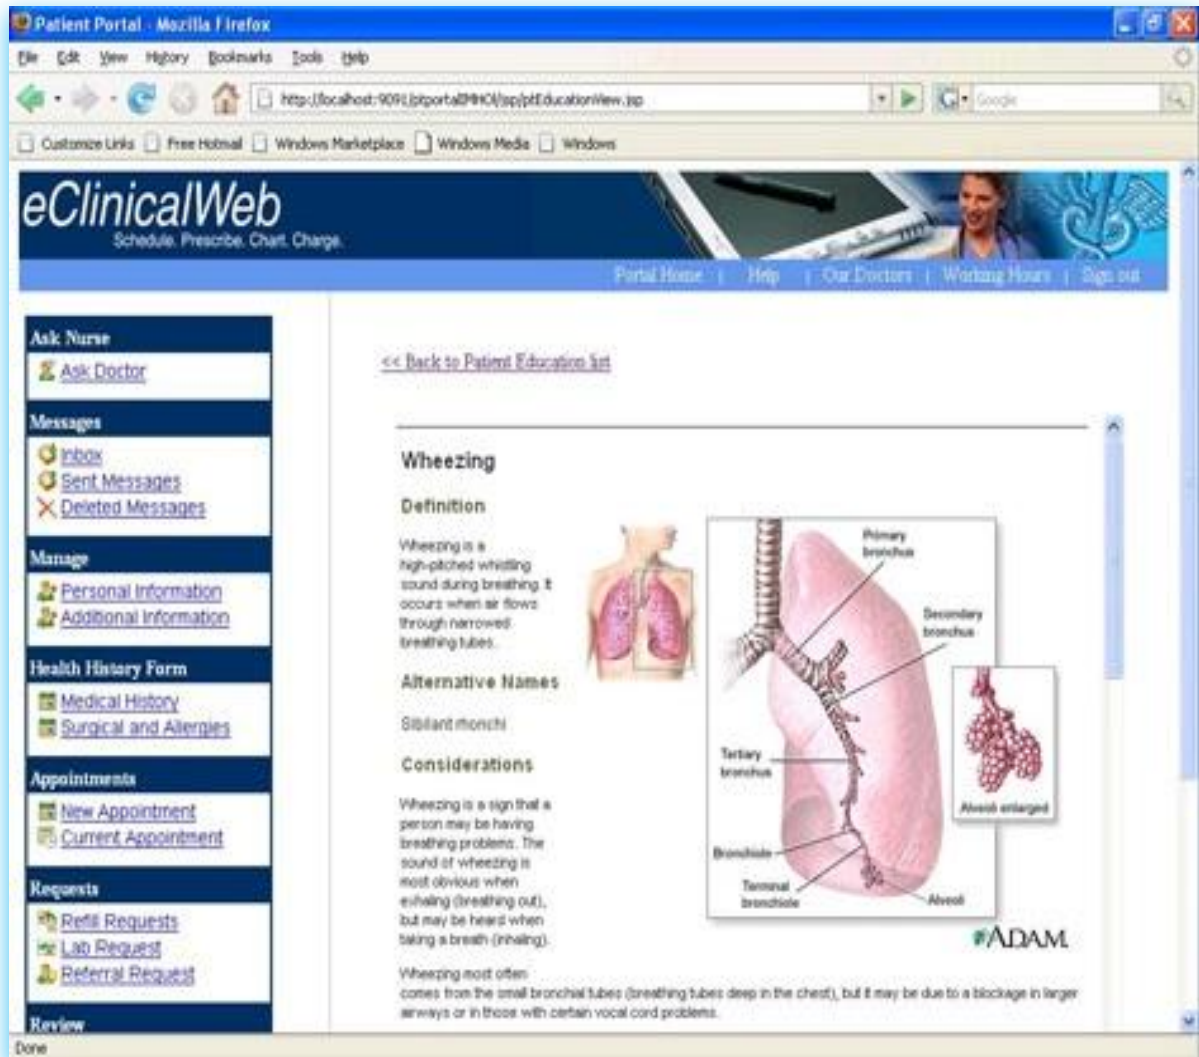 Patient Portal - Mozilla Firefox
File Edit View History Bookmarks Tools Help
Google
Customize Links Free Hotmail Windows Marketplace Windows Media Windows
eClinicalWeb
Schedule. Prescribe. Chart. Charge.
Portal Home | Help | Our Doctors | Working Hours | Sign out
Ask Nurse
Ask Doctor
Messages
Inbox
Sent Messages
Deleted Messages
Manage
Personal Information
Additional Information
Health History Form
Medical History
Surgical and Allergies
Appointments
New Appointment
Current Appointment
Requests
Refill Requests
Lab Request
Referral Request
Review
<< Back to Patient Education list
Wheezing
Definition
Wheezing is a
high-pitched whistling
sound during breathing. It
occurs when air flows
through narrowed
breathing tubes.
Alternative Names
Sibilant rhonchi
Considerations
Wheezing is a sign that a
person may be having
breathing problems. The
sound of wheezing is
most obvious when
exhaling (breathing out),
but may be heard when
taking a breath (inhaling).
Wheezing most often
comes from the small bronchial tubes (breathing tubes deep in the chest), but it may be due to a blockage in larger
airways or in those with certain vocal cord problems.
Primary
bronchus
Secondary
bronchus
Tertiary
bronchus
Alveoli enlarged
Bronchiole
Terminal
bronchiole
Alveoli
ADAM
Done